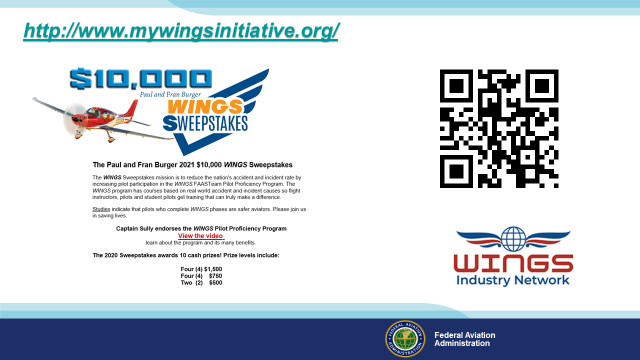 http://www.mywingsinitiative.org/
$10,000
Paul and Fran Burger
WINGS
SWEEPSTAKES
The Paul and Fran Burger 2021 $10,000 WINGS Sweepstakes
The WINGS Sweepstakes mission is to reduce the nation's accident and incident rate by
increasing pilot participation in the WINGS FAASTeam Pilot Proficiency Program. The
WINGS program has courses based on real world accident and incident causes so flight
instructors, pilots and student pilots get training that can truly make a difference.
Studies indicate that pilots who complete WINGS phases are safer aviators. Please join us
in saving lives.
Captain Sully endorses the WINGS Pilot Proficiency Program
View the video
learn about the program and its many benefits.
The 2020 Sweepstakes awards 10 cash prizes! Prize levels include:
Four (4) $1,500
Four (4) $750
Two (2) $500
WINGS
Industry Network
Federal Aviation
Administration